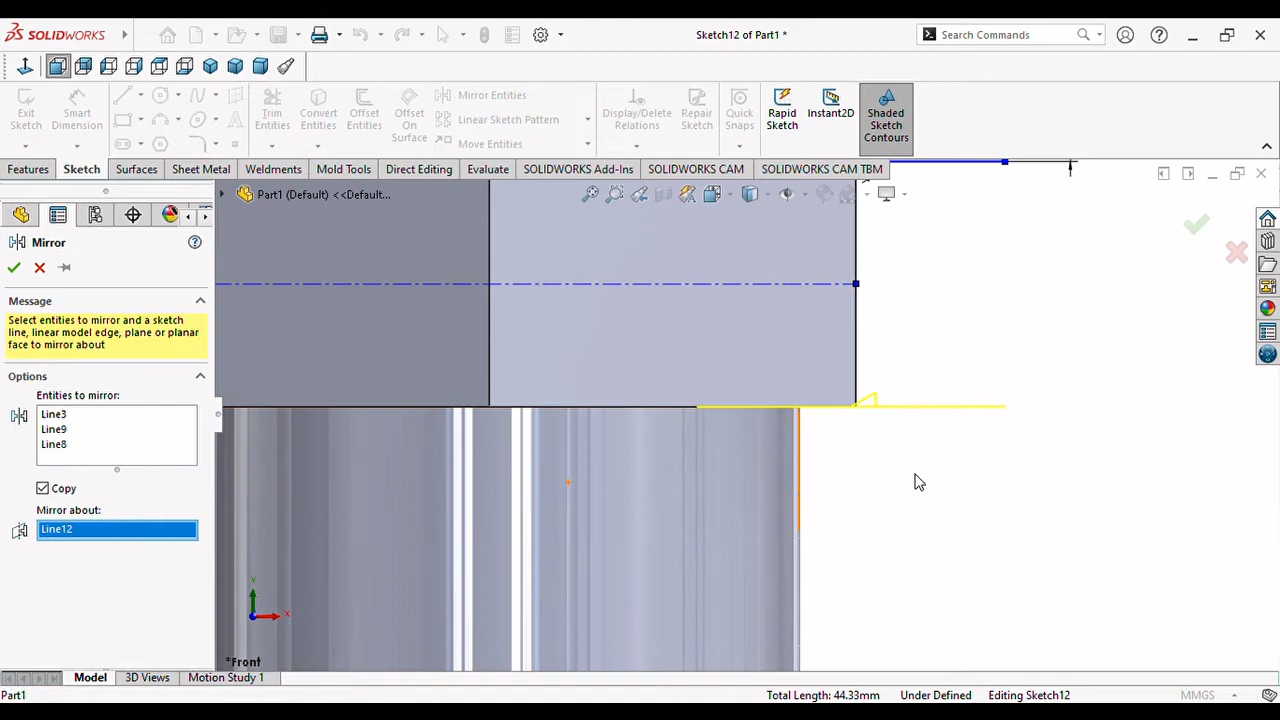 SOLIDWORKS
Sketch12 of Part1 *
Search Commands
Exit Sketch
Smart Dimension
Trim Entities
Convert Entities
Offset Entities
Offset On Surface
Mirror Entities
Linear Sketch Pattern
Move Entities
Display/Delete Relations
Repair Sketch
Quick Snaps
Rapid Sketch
Instant2D
Shaded Sketch Contours
Features
Sketch
Surfaces
Sheet Metal
Weldments
Mold Tools
Direct Editing
Evaluate
SOLIDWORKS Add-Ins
SOLIDWORKS CAM
SOLIDWORKS CAM TBM
Part1 (Default) <<Default...
Mirror
Message
Select entities to mirror and a sketch
line, linear model edge, plane or planar
face to mirror about
Options
Entities to mirror:
Line3
Line9
Line8
Copy
Mirror about:
Line12
Y
X
*Front
Model
3D Views
Motion Study 1
Part1
Total Length: 44.33mm
Under Defined
Editing Sketch12
MMGS